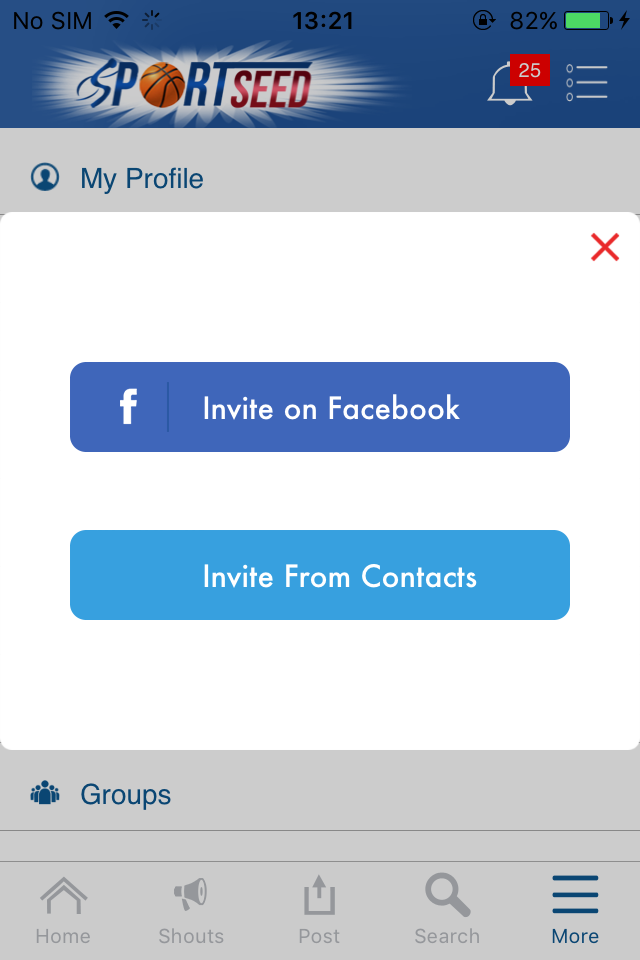 No SIM 13:21 82%
SPORTSEED
25
My Profile
f Invite on Facebook
Invite From Contacts
Groups
Home Shouts Post Search More